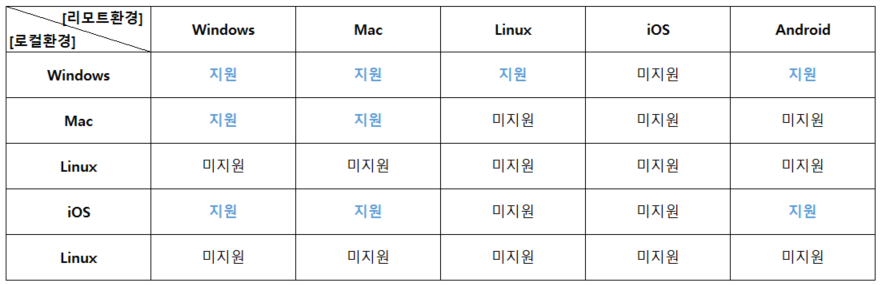 [리모트환경]
[로컬환경]
Windows Mac Linux iOS Android
Windows 지원 지원 지원 미지원 지원
Mac 지원 지원 미지원 미지원 미지원
Linux 미지원 미지원 미지원 미지원 미지원
iOS 지원 지원 미지원 미지원 지원
Linux 미지원 미지원 미지원 미지원 미지원